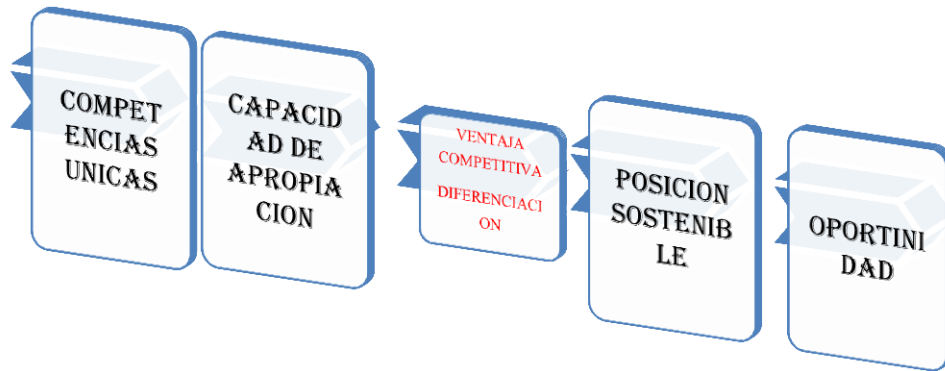 COMPET
ENCIAS
UNICAS
CAPACID
AD DE
APROPIA
CION
VENTAJA
COMPETITIVA
DIFERENCIACI
ON
POSICION
SOSTENIB
LE
OPORTINI
DAD